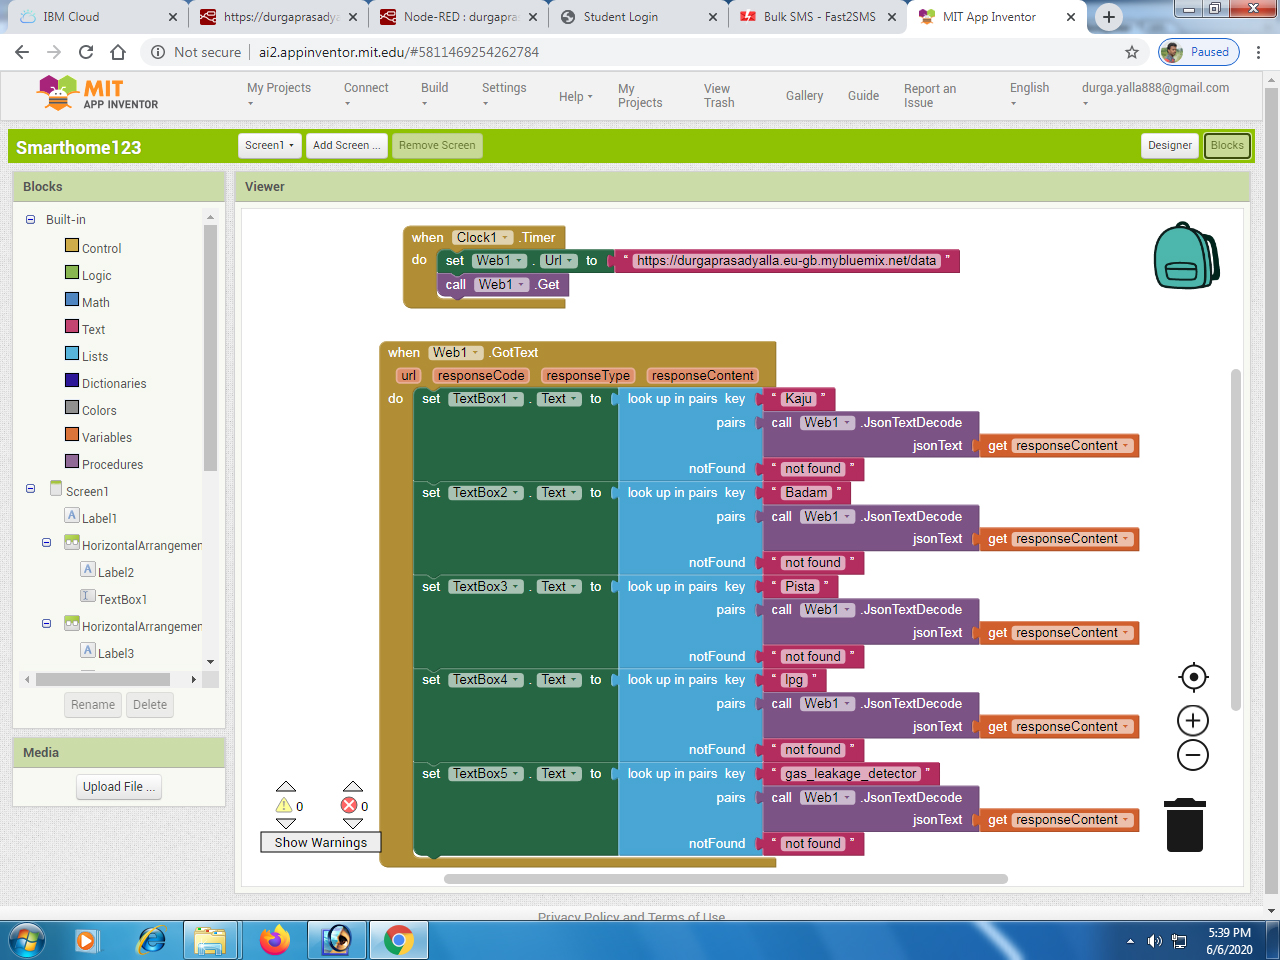 IBM Cloud
https://durgaprasadya
Node-RED : durgapras
Student Login
Bulk SMS - Fast2SMS
MIT App Inventor
Not secure
ai2.appinventor.mit.edu/#5811469254262784
Paused
MIT
APP INVENTOR
My Projects
Connect
Build
Settings
Help
My Projects
View Trash
Gallery
Guide
Report an Issue
English
durga.yalla888@gmail.com
Smarthome123
Screen1
Add Screen ...
Remove Screen
Designer
Blocks
Blocks
Viewer
Built-in
Control
Logic
Math
Text
Lists
Dictionaries
Colors
Variables
Procedures
Screen1
Label1
HorizontalArrangemen
Label2
TextBox1
HorizontalArrangemen
Label3
Rename
Delete
Media
Upload File ...
when Clock1 .Timer
do set Web1 . Url to “ https://durgaprasadyalla.eu-gb.mybluemix.net/data ”
call Web1 .Get
when Web1 .GotText
url responseCode responseType responseContent
do set TextBox1 . Text to look up in pairs key “ Kaju ”
pairs call Web1 .JsonTextDecode
jsonText get responseContent
notFound “ not found ”
set TextBox2 . Text to look up in pairs key “ Badam ”
pairs call Web1 .JsonTextDecode
jsonText get responseContent
notFound “ not found ”
set TextBox3 . Text to look up in pairs key “ Pista ”
pairs call Web1 .JsonTextDecode
jsonText get responseContent
notFound “ not found ”
set TextBox4 . Text to look up in pairs key “ lpg ”
pairs call Web1 .JsonTextDecode
jsonText get responseContent
notFound “ not found ”
set TextBox5 . Text to look up in pairs key “ gas_leakage_detector ”
pairs call Web1 .JsonTextDecode
jsonText get responseContent
notFound “ not found ”
0 0
Show Warnings
Privacy Policy and Terms of Use
5:39 PM
6/6/2020